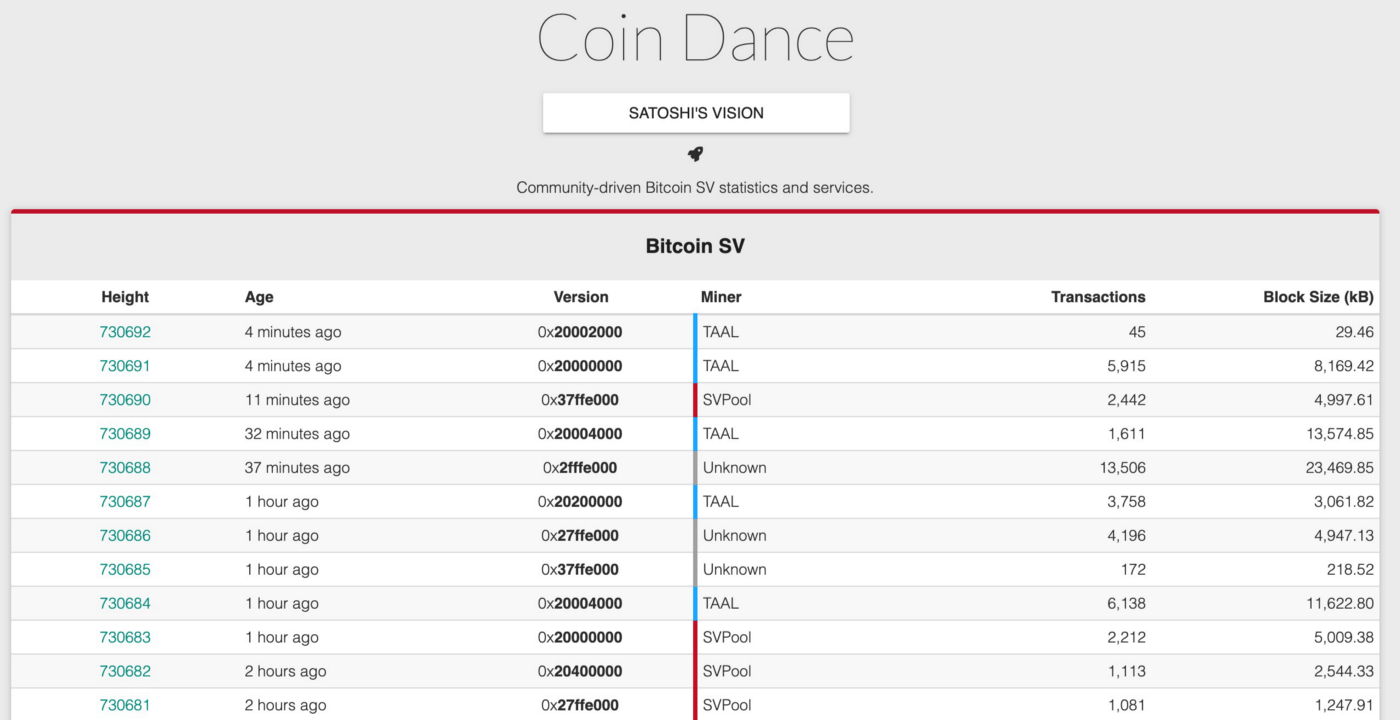 Coin Dance
SATOSHI'S VISION
Community-driven Bitcoin SV statistics and services.
Bitcoin SV
Height Age Version Miner Transactions Block Size (kB)
730692 4 minutes ago 0x20002000 TAAL 45 29.46
730691 4 minutes ago 0x20000000 TAAL 5,915 8,169.42
730690 11 minutes ago 0x37ffe000 SVPool 2,442 4,997.61
730689 32 minutes ago 0x20004000 TAAL 1,611 13,574.85
730688 37 minutes ago 0x2fffe000 Unknown 13,506 23,469.85
730687 1 hour ago 0x20200000 TAAL 3,758 3,061.82
730686 1 hour ago 0x27ffe000 Unknown 4,196 4,947.13
730685 1 hour ago 0x37ffe000 Unknown 172 218.52
730684 1 hour ago 0x20004000 TAAL 6,138 11,622.80
730683 1 hour ago 0x20000000 SVPool 2,212 5,009.38
730682 2 hours ago 0x20400000 SVPool 1,113 2,544.33
730681 2 hours ago 0x27ffe000 SVPool 1,081 1,247.91